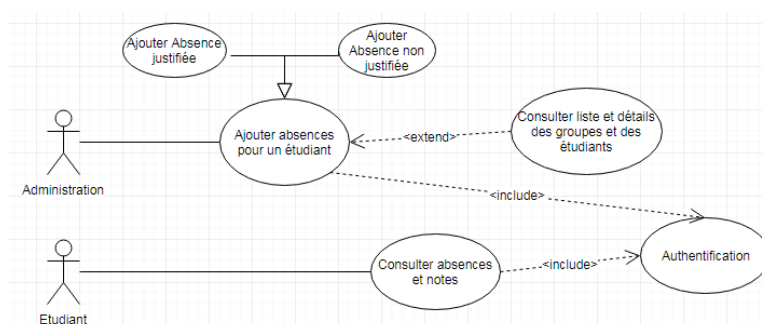 Ajouter Absence
justifiée
Ajouter
Absence non
justifiée
Ajouter absences
pour un étudiant
<extend>
Consulter liste et détails
des groupes et des
étudiants
Administration
<include>
Consulter absences
et notes
<include>
Authentification
Etudiant